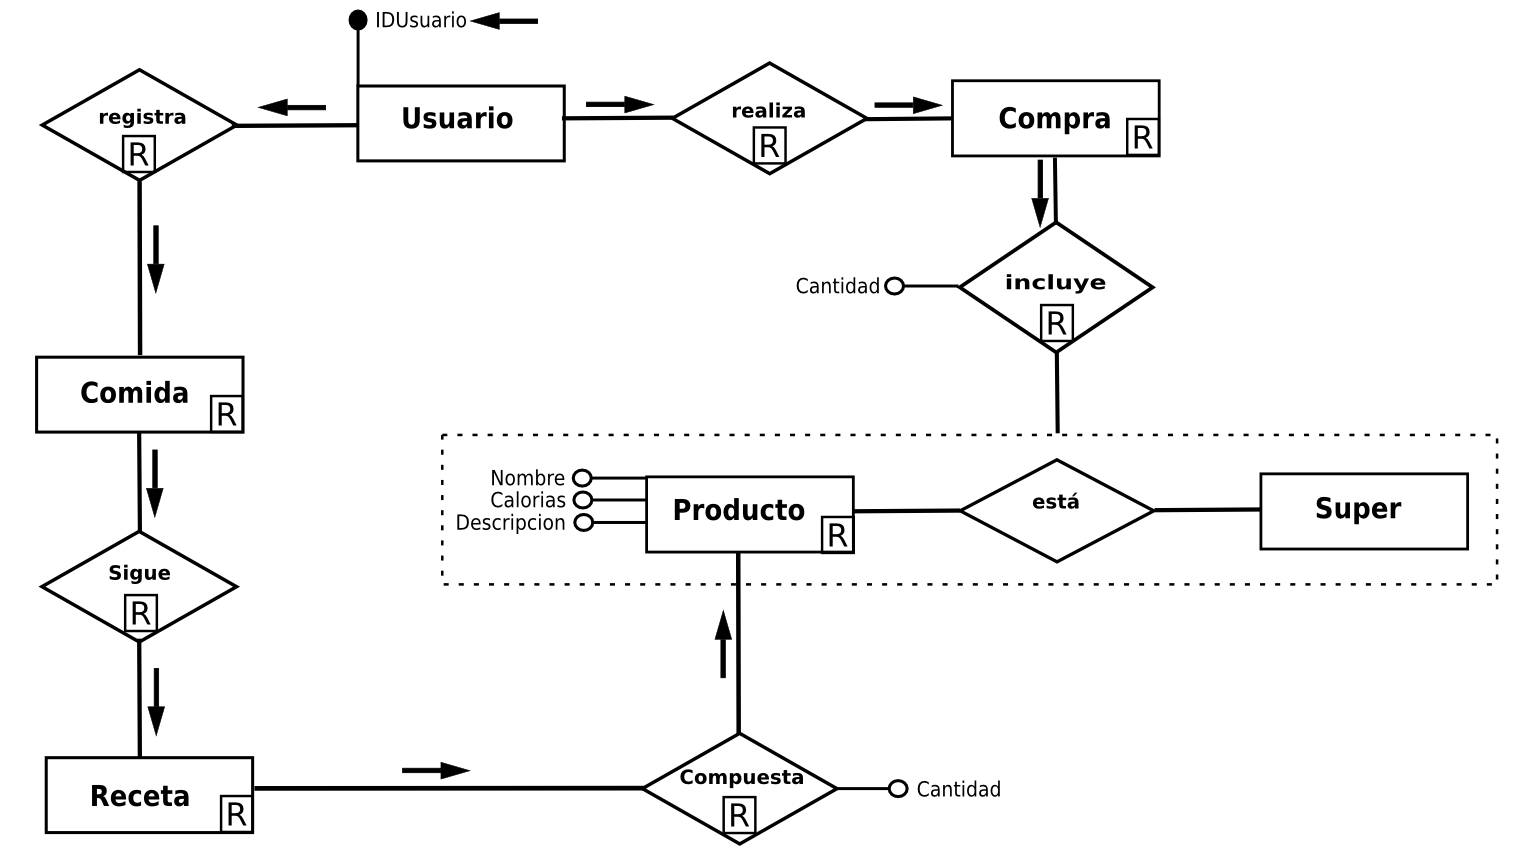 IDUsuario
registra
R
Usuario
realiza
R
Compra
R
Cantidad
incluye
R
Comida
R
Nombre
Calorias
Descripcion
Producto
R
está
Super
Sigue
R
Receta
R
Compuesta
R
Cantidad